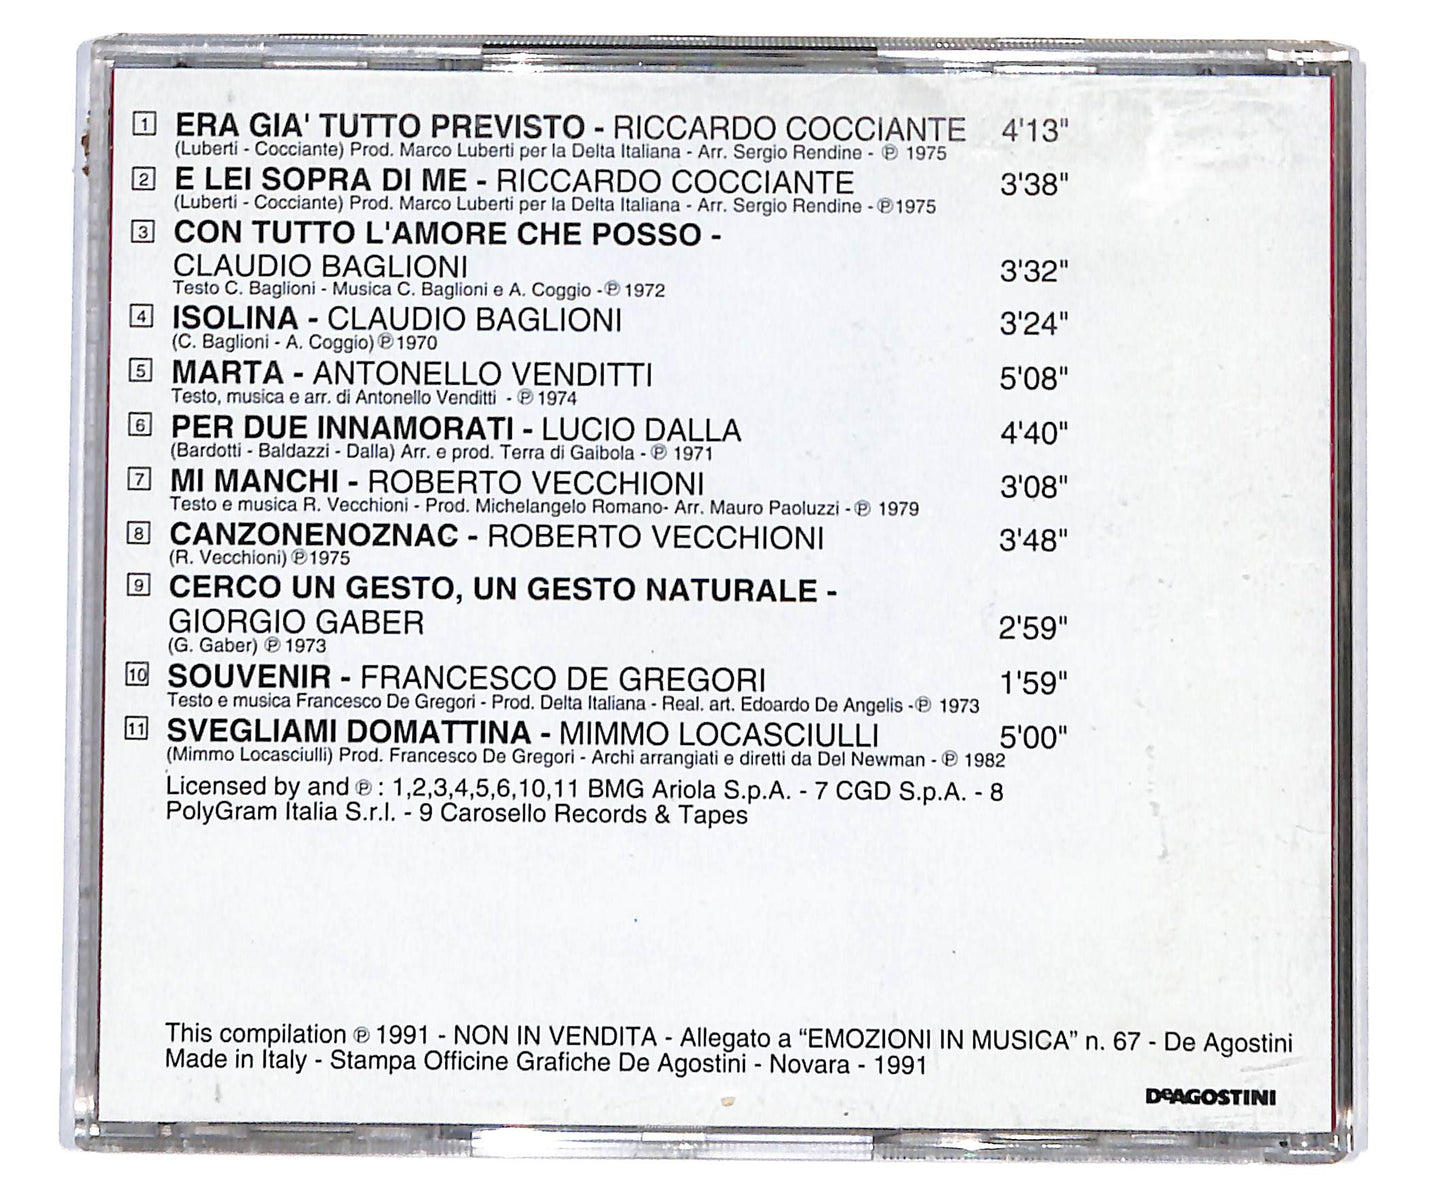 1 ERA GIA' TUTTO PREVISTO - RICCARDO COCCIANTE 4'13"
(Luberti - Cocciante) Prod. Marco Luberti per la Delta Italiana - Arr. Sergio Rendine - ℗ 1975
2 E LEI SOPRA DI ME - RICCARDO COCCIANTE 3'38"
(Luberti - Cocciante) Prod. Marco Luberti per la Delta Italiana - Arr. Sergio Rendine - ℗1975
3 CON TUTTO L'AMORE CHE POSSO -
CLAUDIO BAGLIONI 3'32"
Testo C. Baglioni - Musica C. Baglioni e A. Coggio -℗1972
4 ISOLINA - CLAUDIO BAGLIONI 3'24"
(C. Baglioni - A. Coggio)℗1970
5 MARTA - ANTONELLO VENDITTI 5'08"
Testo, musica e arr. di Antonello Venditti - ℗1974
6 PER DUE INNAMORATI - LUCIO DALLA 4'40"
(Bardotti - Baldazzi - Dalla) Arr. e prod. Terra di Gaibola - ℗ 1971
7 MI MANCHI - ROBERTO VECCHIONI 3'08"
Testo e musica R. Vecchioni - Prod. Michelangelo Romano- Arr. Mauro Paoluzzi -℗ 1979
8 CANZONENOZNAC - ROBERTO VECCHIONI 3'48"
(R. Vecchioni)℗1975
9 CERCO UN GESTO, UN GESTO NATURALE -
GIORGIO GABER 2'59"
(G. Gaber) ℗1973
10 SOUVENIR - FRANCESCO DE GREGORI 1'59"
Testo e musica Francesco De Gregori - Prod. Delta Italiana - Real. art. Edoardo De Angelis -℗ 1973
11 SVEGLIAMI DOMATTINA - MIMMO LOCASCIULLI 5'00"
(Mimmo Locasciulli) Prod. Francesco De Gregori - Archi arrangiati e diretti da Del Newman - ℗ 1982
Licensed by and ℗ : 1,2,3,4,5,6,10,11 BMG Ariola S.p.A. - 7 CGD S.p.A. - 8
PolyGram Italia S.r.l. - 9 Carosello Records & Tapes
This compilation ℗ 1991 - NON IN VENDITA - Allegato a “EMOZIONI IN MUSICA” n. 67 - De Agostini
Made in Italy - Stampa Officine Grafiche De Agostini - Novara - 1991
DeAGOSTINI